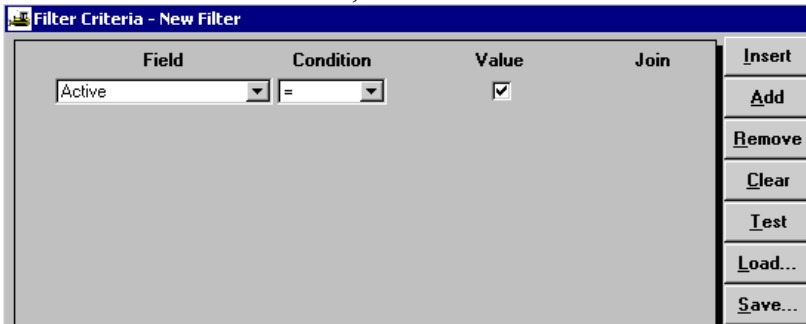 Filter Criteria - New Filter
Field Condition Value Join
Active =
Insert
Add
Remove
Clear
Test
Load...
Save...